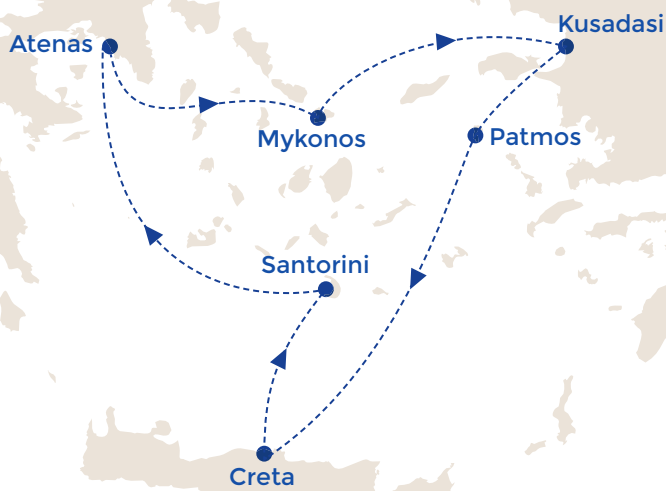 Kusadasi
Atenas
Mykonos
Patmos
Santorini
Creta